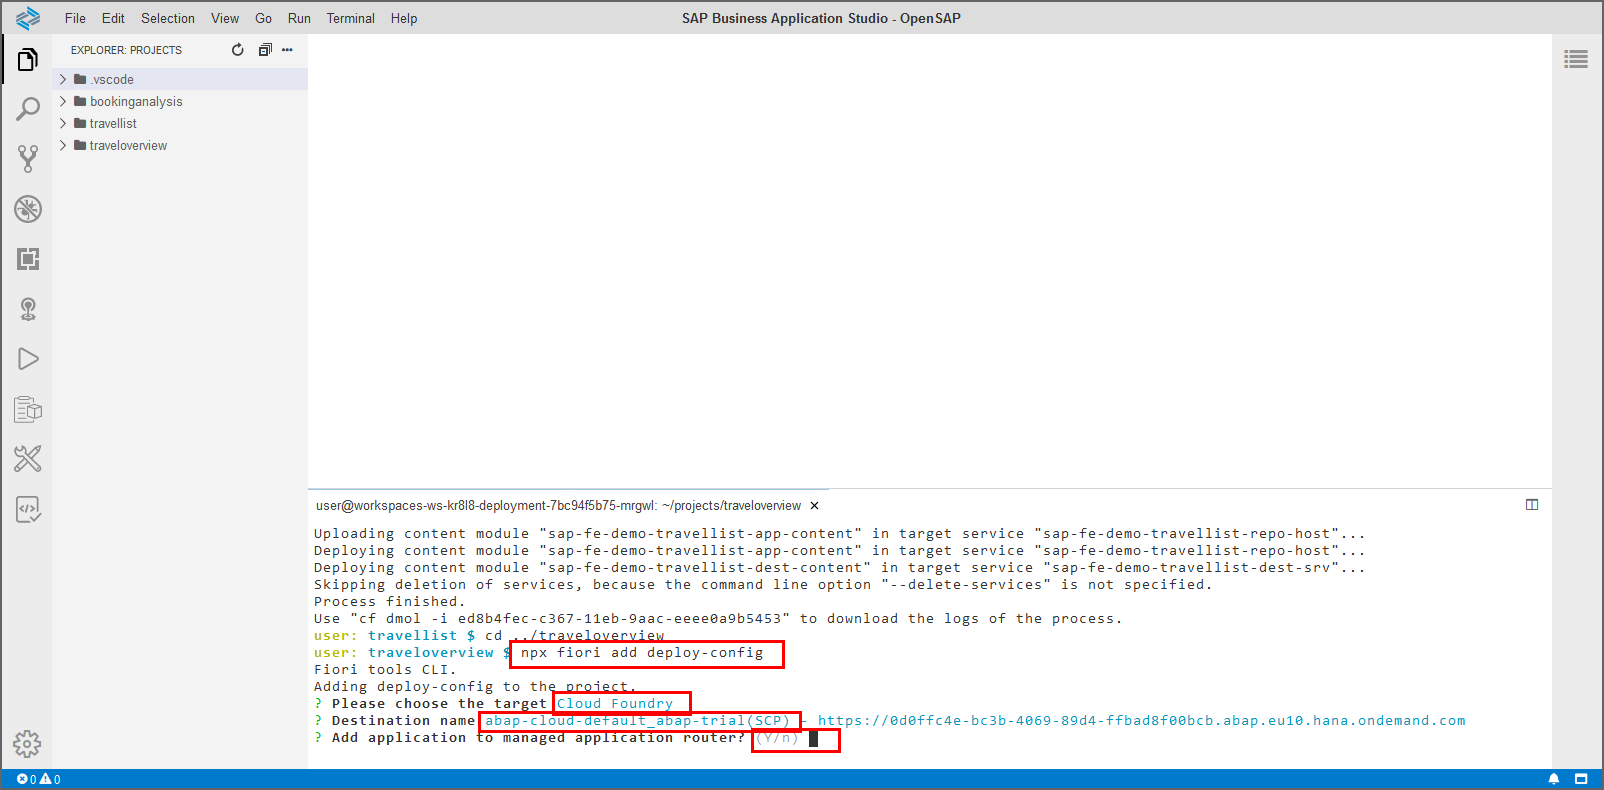 File Edit Selection View Go Run Terminal Help
SAP Business Application Studio - OpenSAP
EXPLORER: PROJECTS
.vscode
bookinganalysis
travellist
traveloverview
user@workspaces-ws-kr8l8-deployment-7bc94f5b75-mrgwl: ~/projects/traveloverview
Uploading content module "sap-fe-demo-travellist-app-content" in target service "sap-fe-demo-travellist-repo-host"...
Deploying content module "sap-fe-demo-travellist-app-content" in target service "sap-fe-demo-travellist-repo-host"...
Deploying content module "sap-fe-demo-travellist-dest-content" in target service "sap-fe-demo-travellist-dest-srv"...
Skipping deletion of services, because the command line option "--delete-services" is not specified.
Process finished.
Use "cf dmol -i ed8b4fec-c367-11eb-9aac-eeee0a9b5453" to download the logs of the process.
user: travellist $ cd ../traveloverview
user: traveloverview $ npx fiori add deploy-config
Fiori tools CLI.
Adding deploy-config to the project.
? Please choose the target Cloud Foundry
? Destination name abap-cloud-default_abap-trial(SCP) - https://0d0ffc4e-bc3b-4069-89d4-ffbad8f00bcb.abap.eu10.hana.ondemand.com
? Add application to managed application router? (Y/n)
0 0